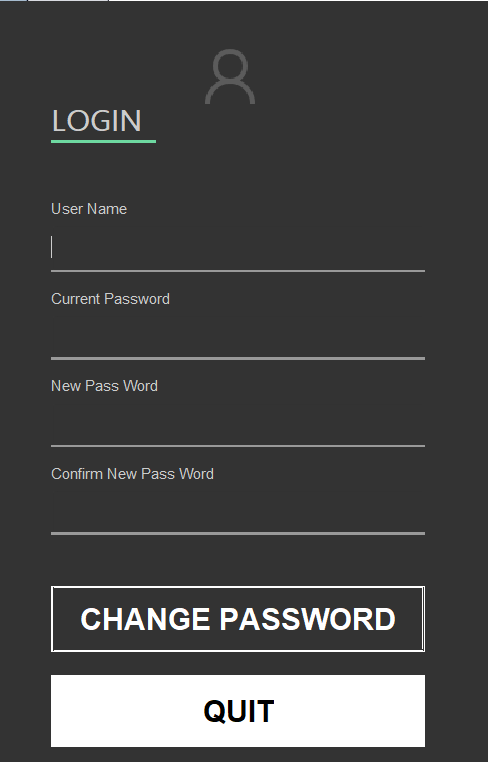 LOGIN
User Name
Current Password
New Pass Word
Confirm New Pass Word
CHANGE PASSWORD
QUIT